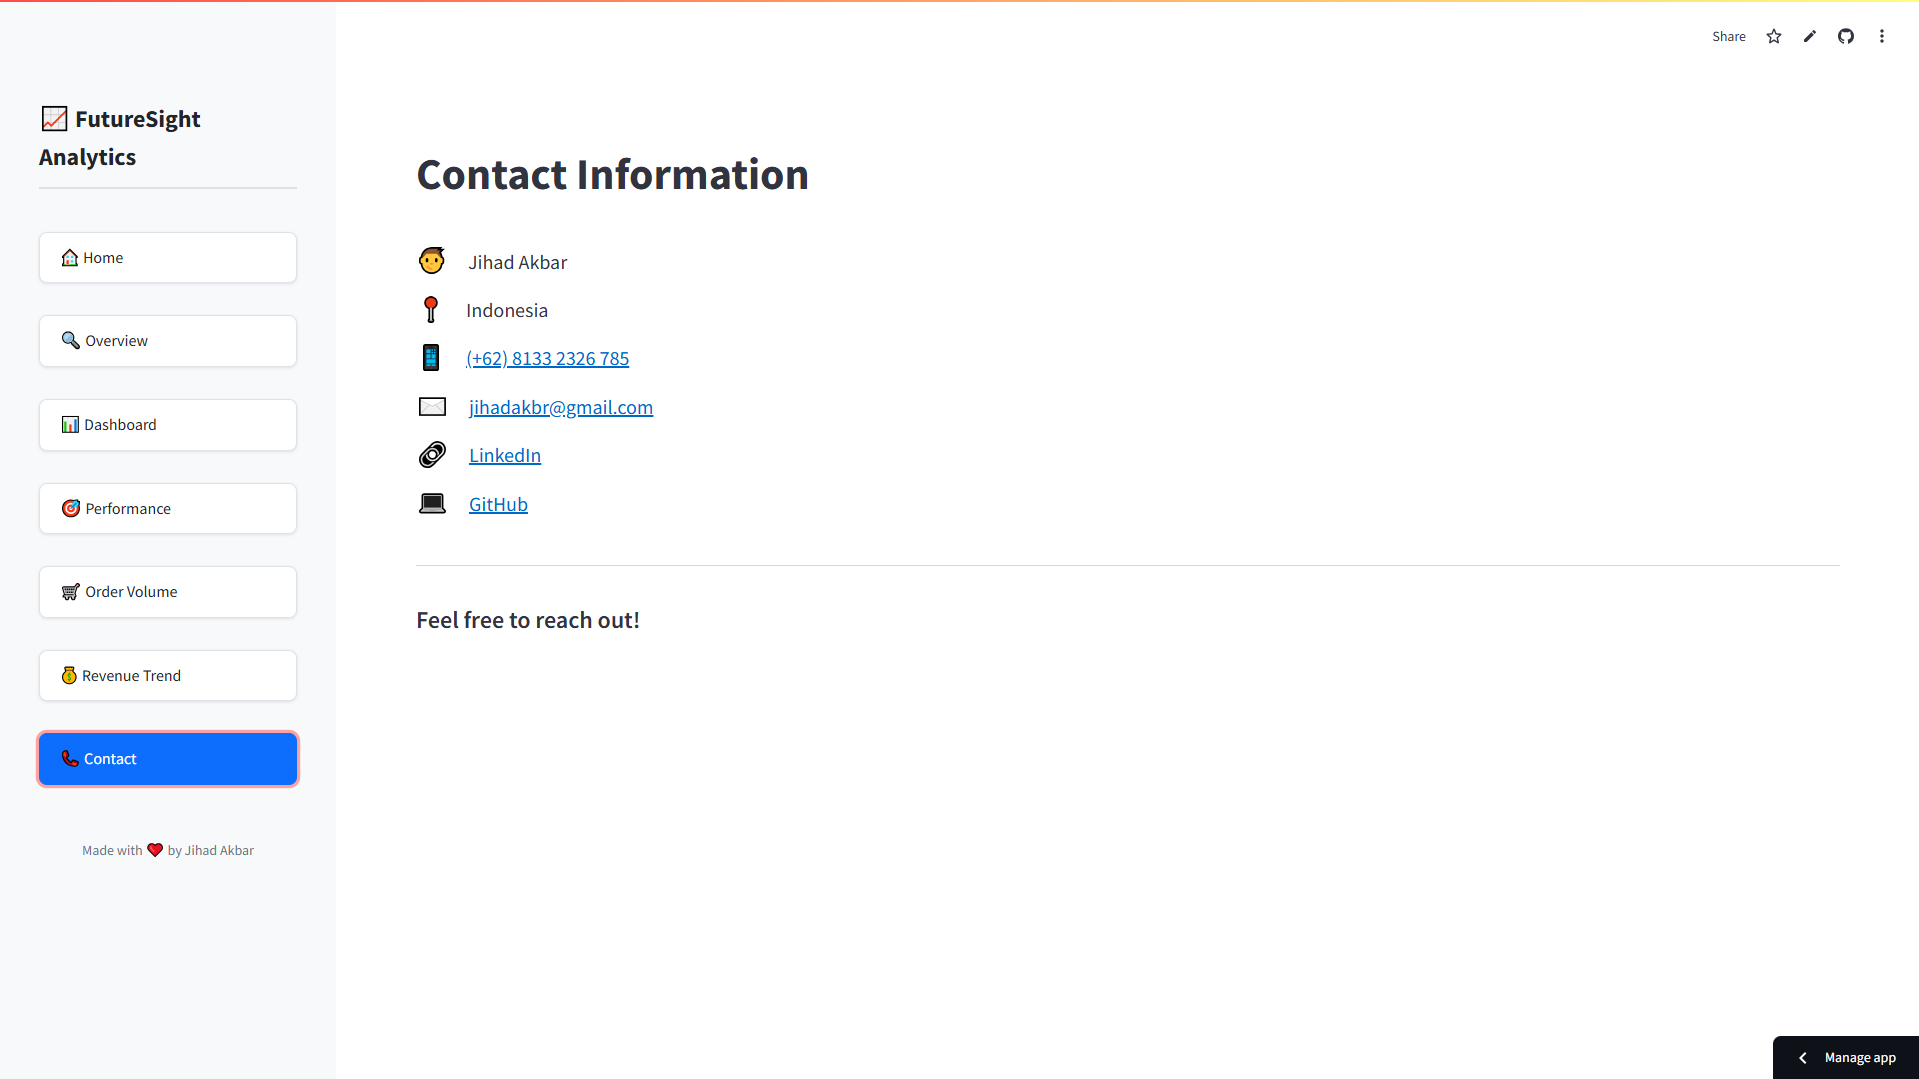 Share
FutureSight
Analytics
Home
Overview
Dashboard
Performance
Order Volume
Revenue Trend
Contact
Made with ❤️ by Jihad Akbar
Contact Information
Jihad Akbar
Indonesia
(+62) 8133 2326 785
jihadakbr@gmail.com
LinkedIn
GitHub
Feel free to reach out!
Manage app